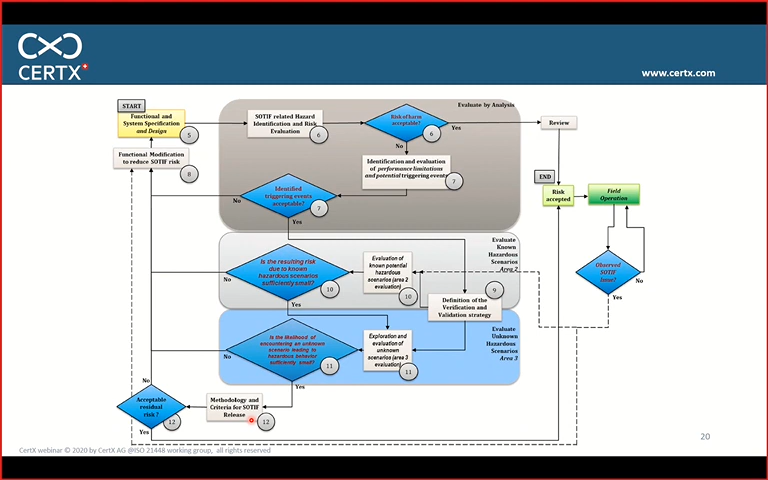 CERTX
www.certx.com
START
Functional and
System Specification
and Design
5
SOTIF related Hazard
Identification and Risk
Evaluation
6
Risk of harm
acceptable?
6
Evaluate by Analysis
Yes
No
Review
Functional Modification
to reduce SOTIF risk
8
Identification and evaluation
of performance limitations
and potential triggering events
7
Identified
triggering events
acceptable?
7
No
Yes
END
Risk
accepted
Field
Operation
Evaluate
Known
Hazardous
Scenarios
Area 2
Is the resulting risk
due to known
hazardous scenarios
sufficiently small?
10
No
Yes
Evaluation of
known potential
hazardous
scenarios (area 2
evaluation)
10
9
Definition of the
Verification and
Validation strategy
Observed
SOTIF
Issue?
No
Yes
Evaluate
Unknown
Hazardous
Scenarios
Area 3
Is the likelihood of
encountering an unknown
scenario leading to
hazardous behavior
sufficiently small?
11
No
Yes
Exploration and
evaluation of
unknown
scenarios (area 3
evaluation)
11
No
Acceptable
residual
risk?
12
Yes
Methodology and
Criteria for SOTIF
Release
12
20
CertX webinar © 2020 by CertX AG @ISO 21448 working group, all rights reserved